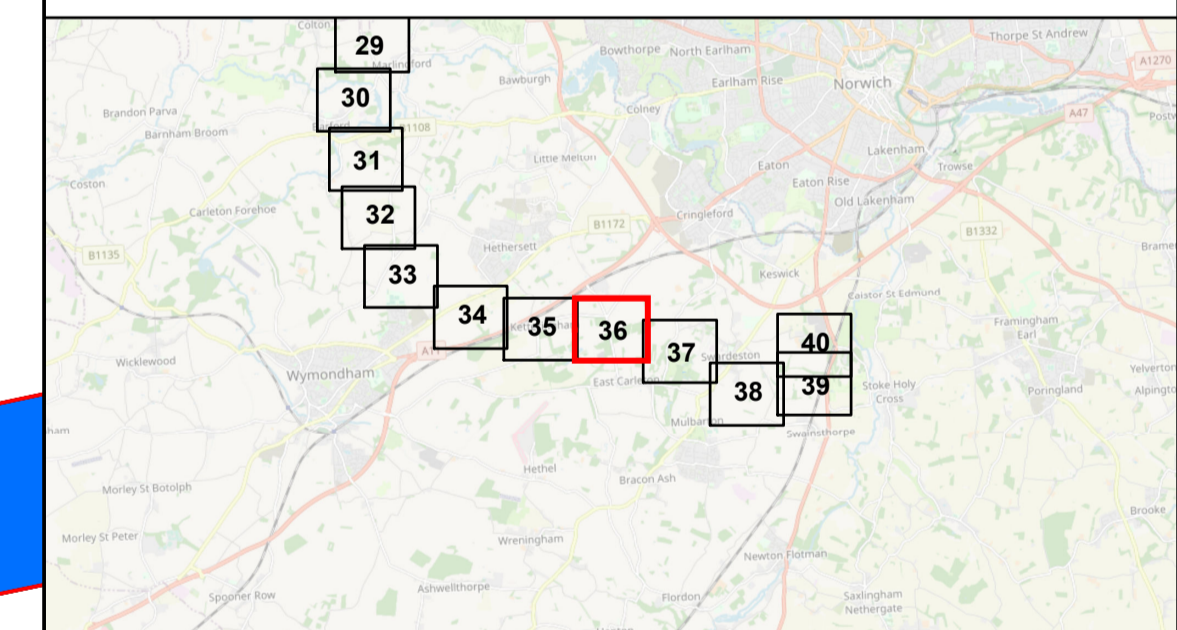 Colton
29
Marlingford
Bowthorpe
North Earlham
Thorpe St Andrew
A1270
Bawburgh
Earlham Rise
Norwich
30
Brandon Parva
Colney
A47
Barnham Broom
B1108
Lakenham
31
Little Melton
Eaton
Trowse
Coston
Eaton Rise
Carleton Forehoe
32
Cringleford
Old Lakenham
B1172
B1332
Hethersett
B1135
33
Keswick
Caistor St Edmund
34
35
36
40
Framingham
Earl
37
Swardeston
Wicklewood
Wymondham
East Carleton
38
39
Stoke Holy
Cross
Poringland
Mulbarton
Swainsthorpe
Hethel
Bracon Ash
Morley St Botolph
Brooke
Morley St Peter
Wreningham
Newton Flotman
Ashwellthorpe
Spooner Row
Flordon
Saxlingham
Nethergate